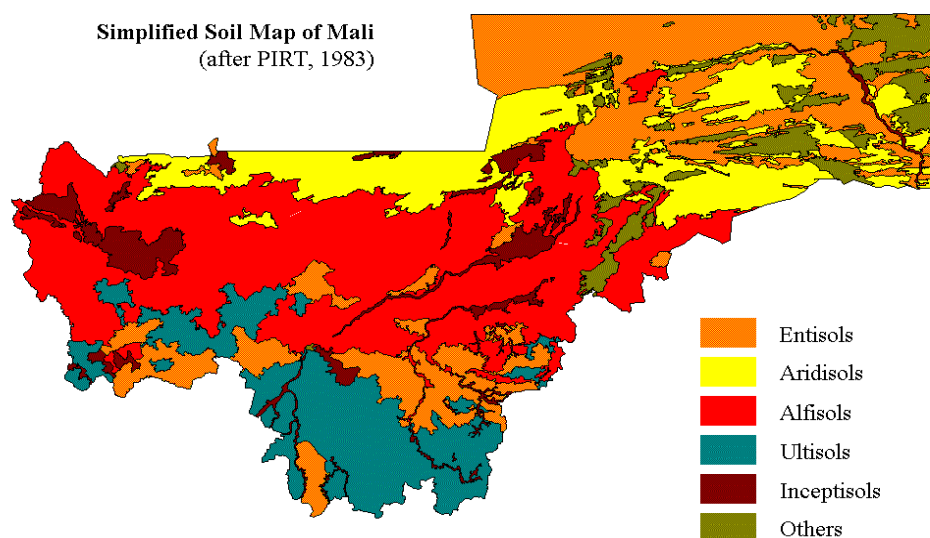 Simplified Soil Map of Mali
(after PIRT, 1983)
Entisols
Aridisols
Alfisols
Ultisols
Inceptisols
Others